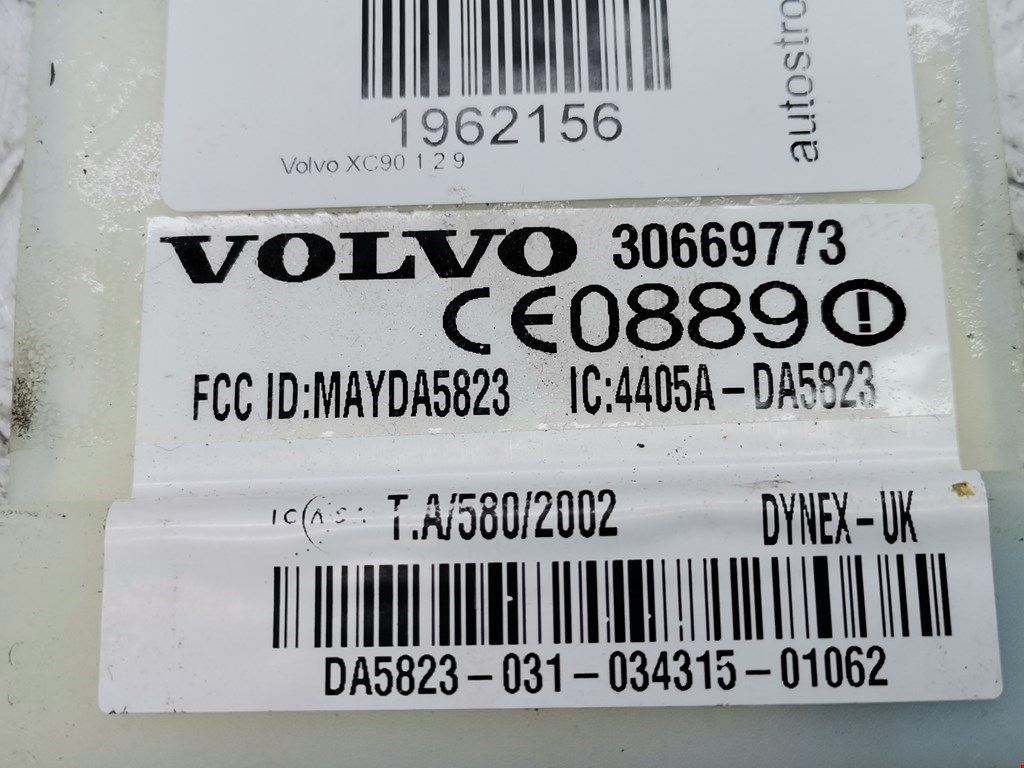 autostro
1962156
Volvo XC90 1 2 9
VOLVO 30669773
CE0889
FCC ID:MAYDA5823 IC:4405A-DA5823
T.A/580/2002 DYNEX-UK
DA5823-031-034315-01062